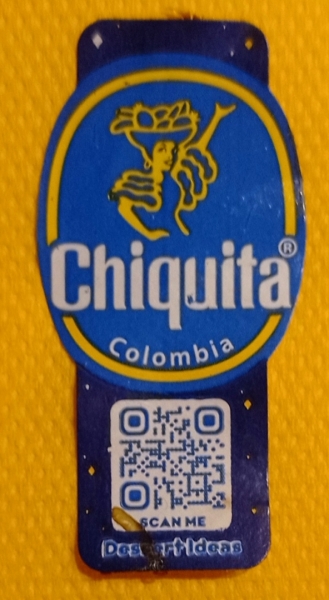 Chiquita®
Colombia
SCAN ME
Dessert Ideas